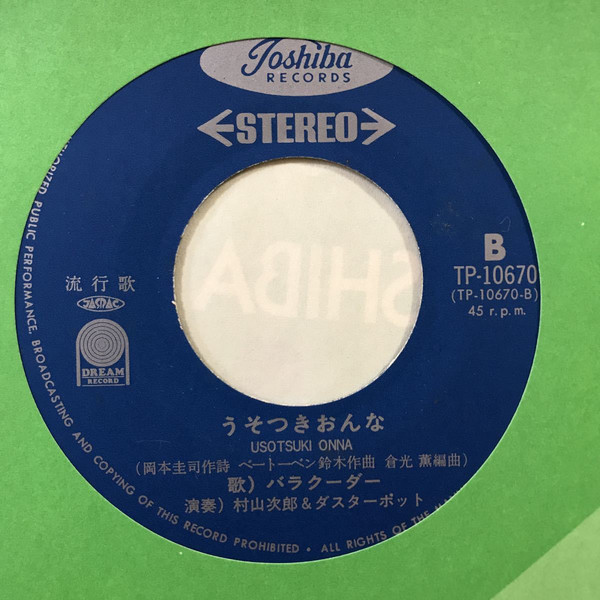 Toshiba
RECORDS
STEREO
B
TP-10670
(TP-10670-B)
45 r.p.m.
流行歌
JASRAC
DREAM
RECORD
うそつきおんな
USOTSUKI ONNA
(岡本圭司作詩 ベートーベン鈴木作曲 倉光 薫編曲)
歌) バラクーダー
演奏) 村山次郎&ダスターポット
PUBLIC PERFORMANCE, BROADCASTING AND COPYING OF THIS RECORD PROHIBITED • ALL RIGHTS OF THE
SHIBA